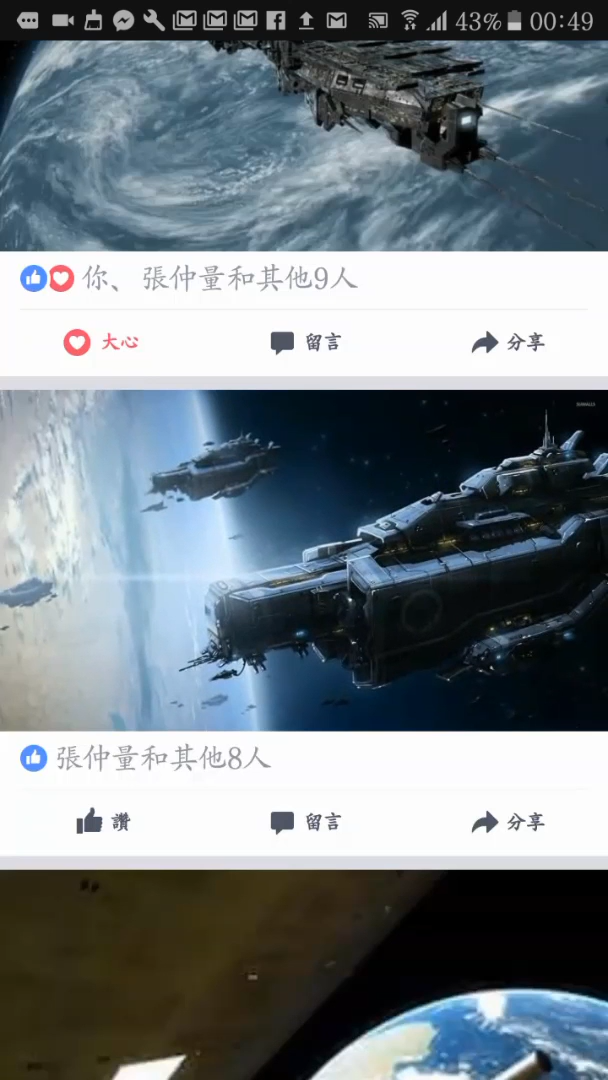 43% 00:49
你、張仲量和其他9人
大心 留言 分享
張仲量和其他8人
讚 留言 分享